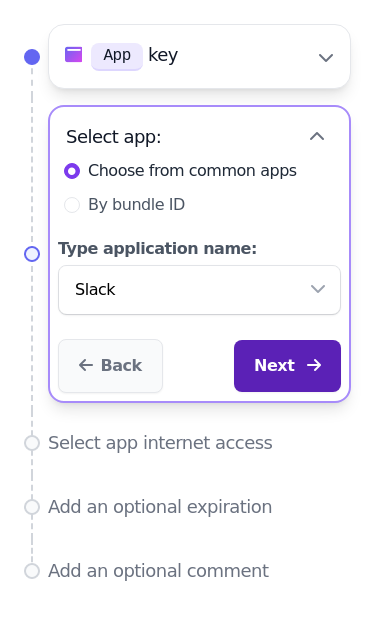 App key
Select app:
Choose from common apps
By bundle ID
Type application name:
Slack
← Back
Next →
Select app internet access
Add an optional expiration
Add an optional comment